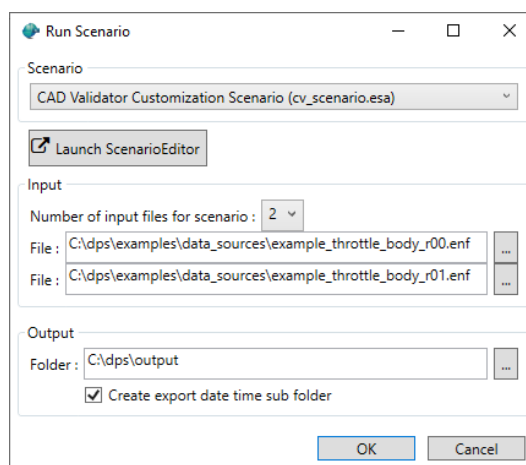 Run Scenario
Scenario
CAD Validator Customization Scenario (cv_scenario.esa)
Launch ScenarioEditor
Input
Number of input files for scenario : 2
File : C:\dps\examples\data_sources\example_throttle_body_r00.enf ...
File : C:\dps\examples\data_sources\example_throttle_body_r01.enf ...
Output
Folder : C:\dps\output ...
Create export date time sub folder
OK Cancel